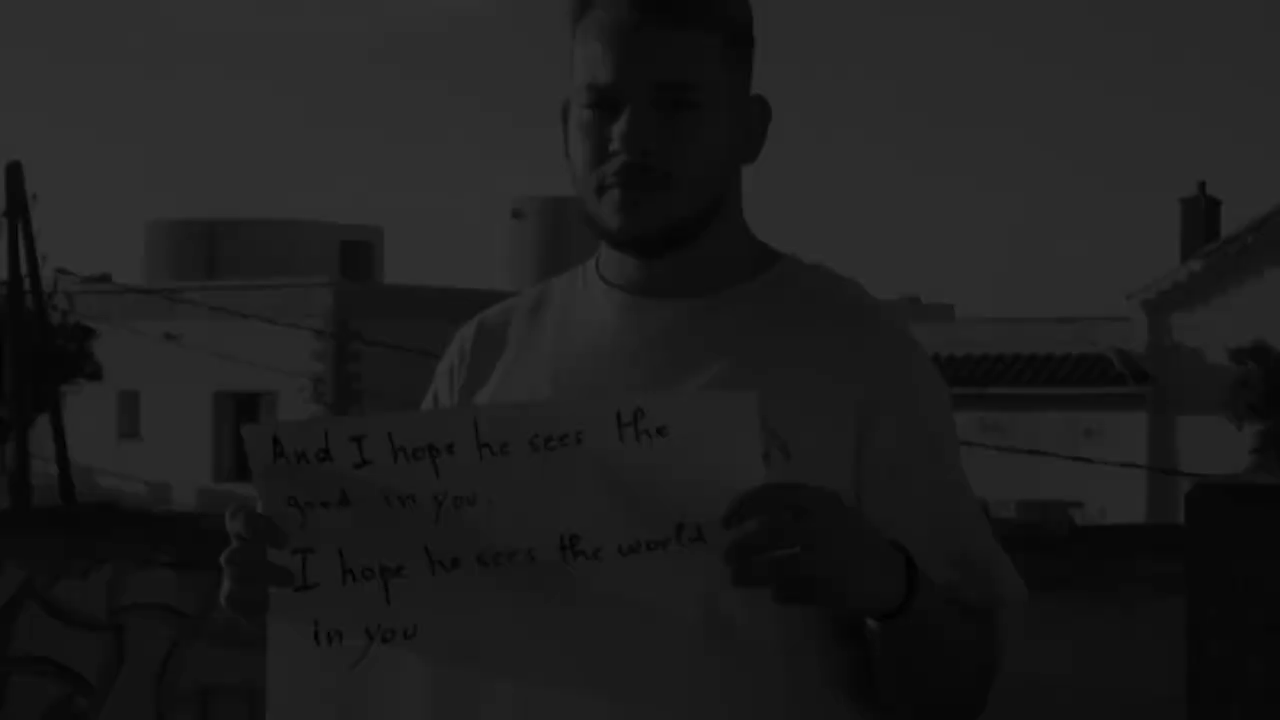 And I hope he sees the
good in you.
I hope he sees the world
in you